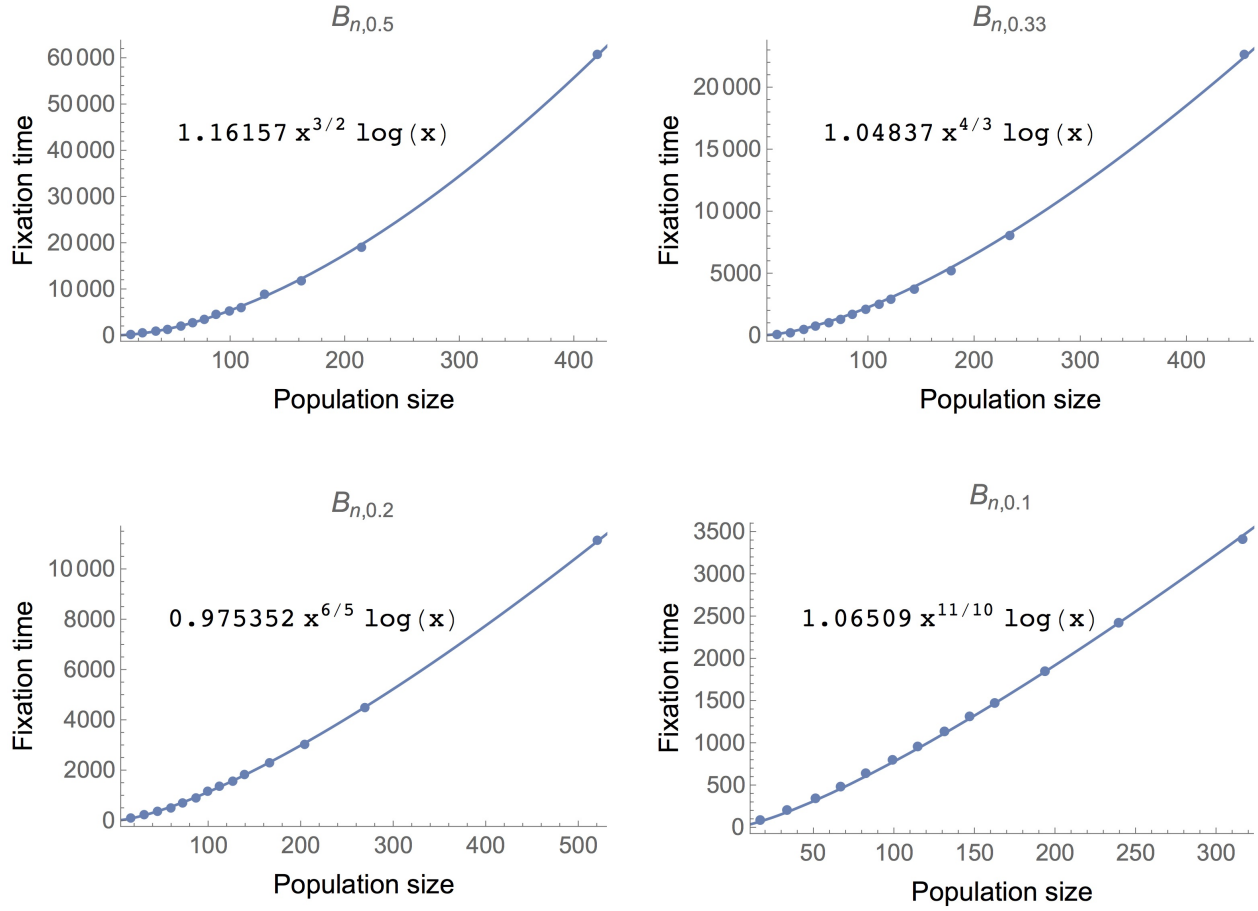 B_{n,0.5}
60 000
50 000
40 000
30 000
20 000
10 000
0
Fixation time
1.16157 x^{3/2} log(x)
100
200
300
400
Population size
B_{n,0.33}
20 000
15 000
10 000
5000
0
Fixation time
1.04837 x^{4/3} log(x)
100
200
300
400
Population size
B_{n,0.2}
10 000
8000
6000
4000
2000
0
Fixation time
0.975352 x^{6/5} log(x)
100
200
300
400
500
Population size
B_{n,0.1}
3500
3000
2500
2000
1500
1000
500
0
Fixation time
1.06509 x^{11/10} log(x)
50
100
150
200
250
300
Population size